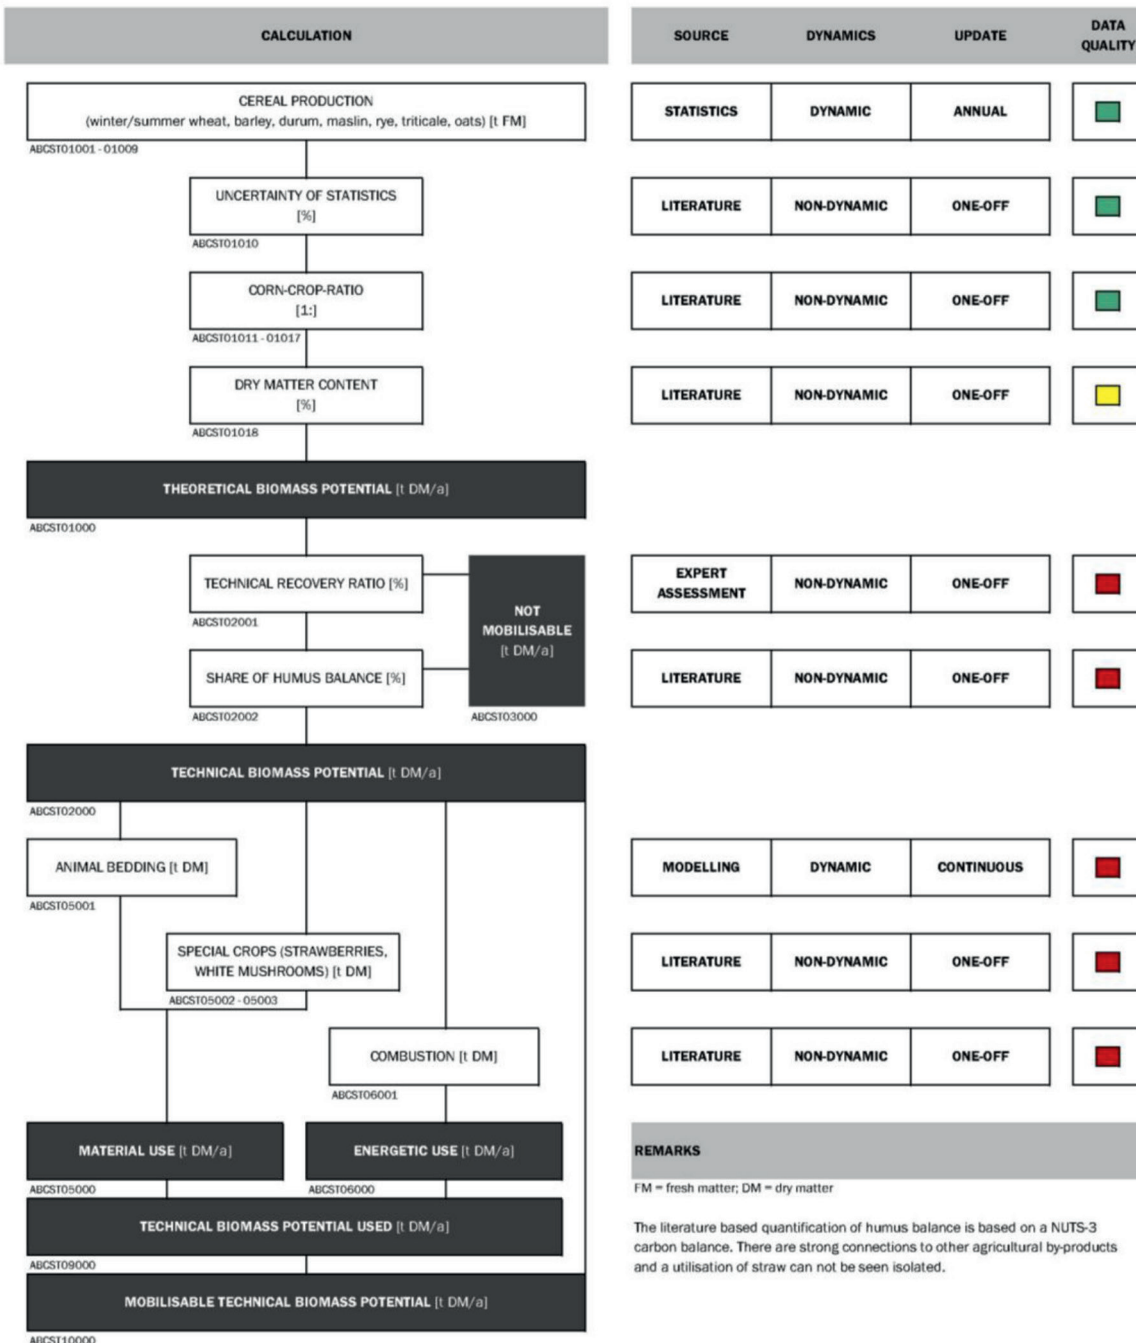 CALCULATION
SOURCE DYNAMICS UPDATE DATA QUALITY
CEREAL PRODUCTION
(winter/summer wheat, barley, durum, maslin, rye, triticale, oats) [t FM]
ABCST01001 - 01009
STATISTICS DYNAMIC ANNUAL
UNCERTAINTY OF STATISTICS
[%]
ABCST01010
LITERATURE NON-DYNAMIC ONE-OFF
CORN-CROP-RATIO
[1:]
ABCST01011 - 01017
LITERATURE NON-DYNAMIC ONE-OFF
DRY MATTER CONTENT
[%]
ABCST01018
LITERATURE NON-DYNAMIC ONE-OFF
THEORETICAL BIOMASS POTENTIAL [t DM/a]
ABCST01000
TECHNICAL RECOVERY RATIO [%]
ABCST02001
EXPERT
ASSESSMENT
NON-DYNAMIC ONE-OFF
NOT
MOBILISABLE
[t DM/a]
ABCST03000
SHARE OF HUMUS BALANCE [%]
ABCST02002
LITERATURE NON-DYNAMIC ONE-OFF
TECHNICAL BIOMASS POTENTIAL [t DM/a]
ABCST02000
ANIMAL BEDDING [t DM]
ABCST05001
MODELLING DYNAMIC CONTINUOUS
SPECIAL CROPS (STRAWBERRIES,
WHITE MUSHROOMS) [t DM]
ABCST05002 - 05003
LITERATURE NON-DYNAMIC ONE-OFF
COMBUSTION [t DM]
ABCST06001
LITERATURE NON-DYNAMIC ONE-OFF
MATERIAL USE [t DM/a]
ABCST05000
ENERGETIC USE [t DM/a]
ABCST06000
TECHNICAL BIOMASS POTENTIAL USED [t DM/a]
ABCST09000
MOBILISABLE TECHNICAL BIOMASS POTENTIAL [t DM/a]
ABCST10000
REMARKS
FM = fresh matter; DM = dry matter
The literature based quantification of humus balance is based on a NUTS-3
carbon balance. There are strong connections to other agricultural by-products
and a utilisation of straw can not be seen isolated.